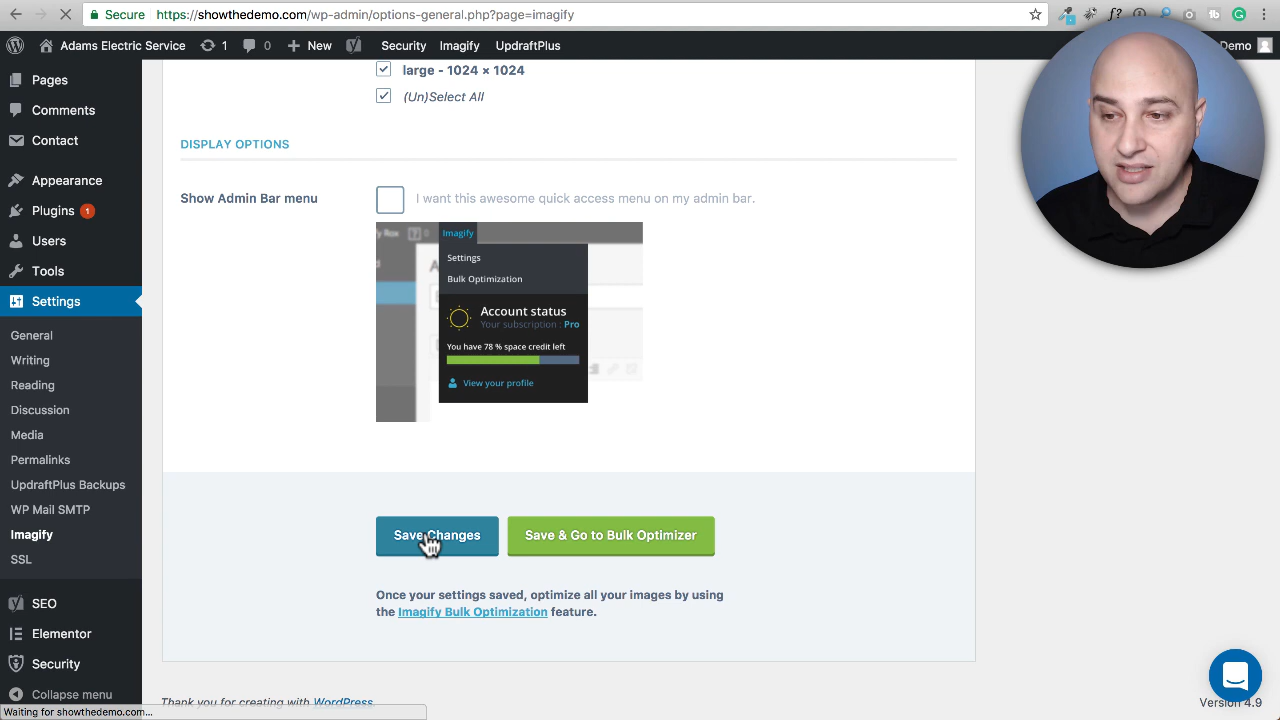 https://showthedemo.com/wp-admin/options-general.php?page=imagify
Adams Electric Service 1 0 New Security Imagify UpdraftPlus Demo
Pages
Comments
Contact
Appearance
Plugins 1
Users
Tools
Settings
General
Writing
Reading
Discussion
Media
Permalinks
UpdraftPlus Backups
WP Mail SMTP
Imagify
SSL
SEO
Elementor
Security
Collapse menu
large - 1024 × 1024
(Un)Select All
DISPLAY OPTIONS
Show Admin Bar menu I want this awesome quick access menu on my admin bar.
Imagify
Settings
Bulk Optimization
Account status
Your subscription : Pro
You have 78 % space credit left
View your profile
Save Changes Save & Go to Bulk Optimizer
Once your settings saved, optimize all your images by using
the Imagify Bulk Optimization feature.
Thank you for creating with WordPress. Version 4.9
Waiting for showthedemo.com...